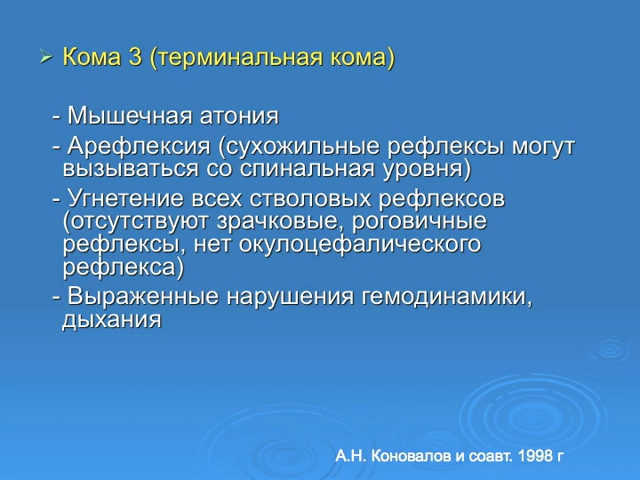 Кома 3 (терминальная кома)
- Мышечная атония
- Арефлексия (сухожильные рефлексы могут
вызываться со спинальная уровня)
- Угнетение всех стволовых рефлексов
(отсутствуют зрачковые, роговичные
рефлексы, нет окулоцефалического
рефлекса)
- Выраженные нарушения гемодинамики,
дыхания
А.Н. Коновалов и соавт. 1998 г